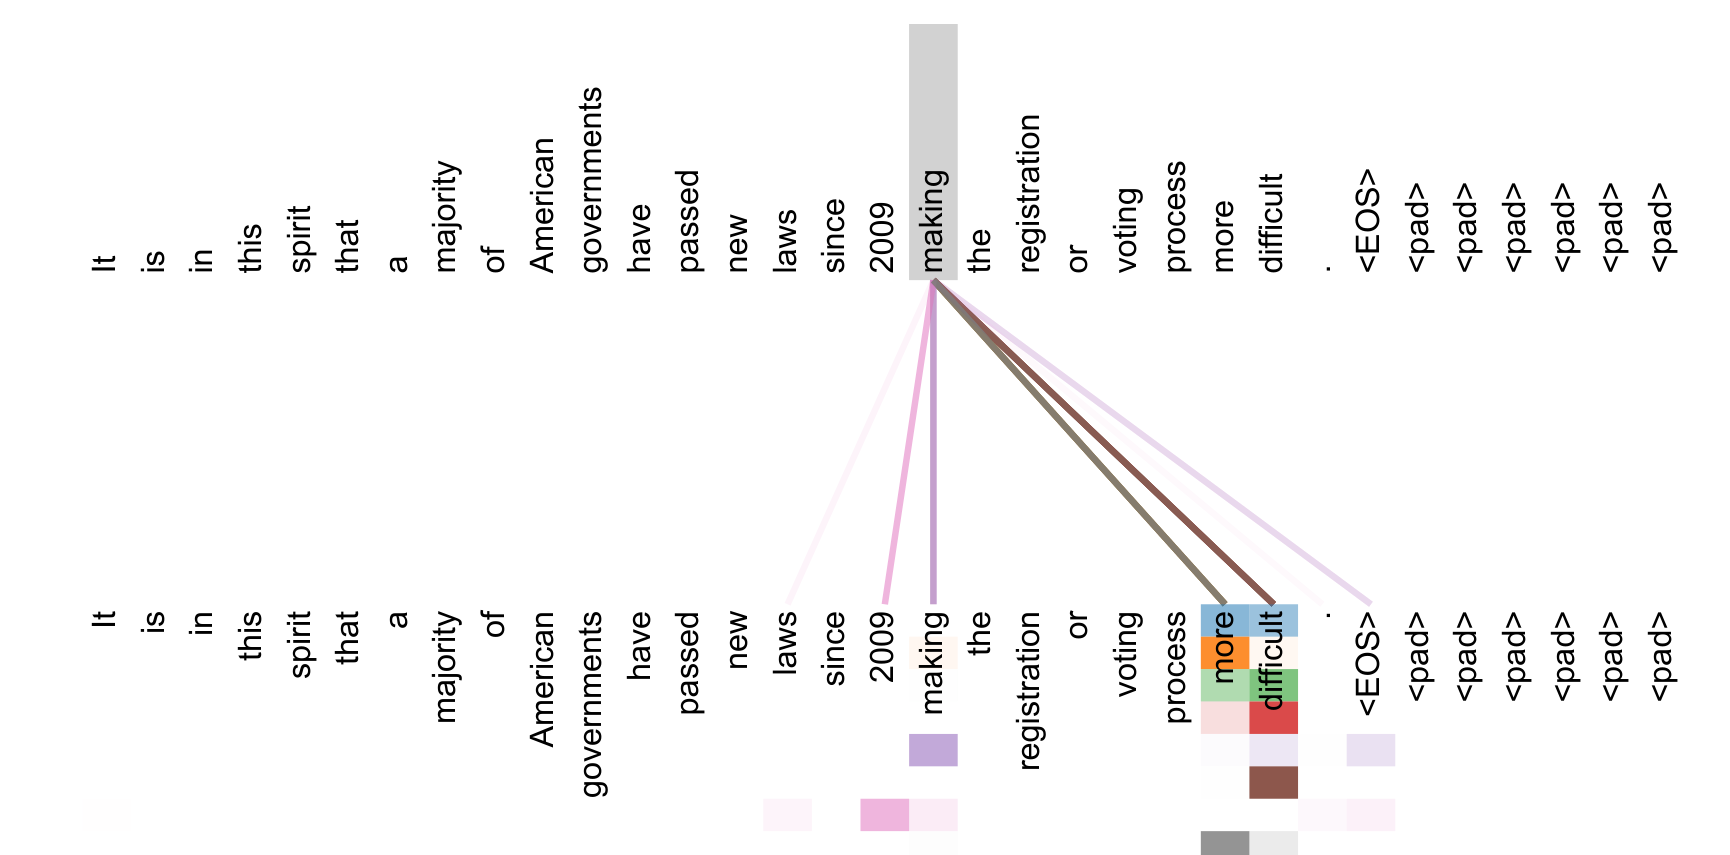 It is in this spirit that a majority of American governments have passed new laws since 2009 making the registration or voting process more difficult . <EOS> <pad> <pad> <pad> <pad> <pad> <pad>
It is in this spirit that a majority of American governments have passed new laws since 2009 making the registration or voting process more difficult . <EOS> <pad> <pad> <pad> <pad> <pad> <pad>